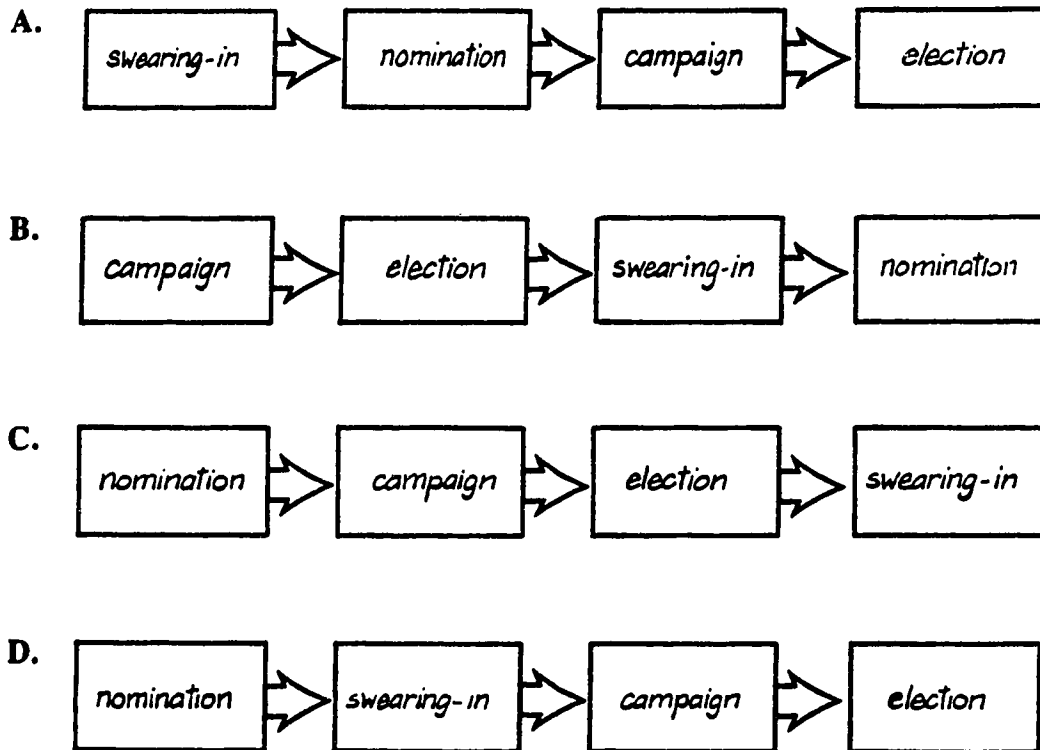 A. swearing-in nomination campaign election
B. campaign election swearing-in nomination
C. nomination campaign election swearing-in
D. nomination swearing-in campaign election